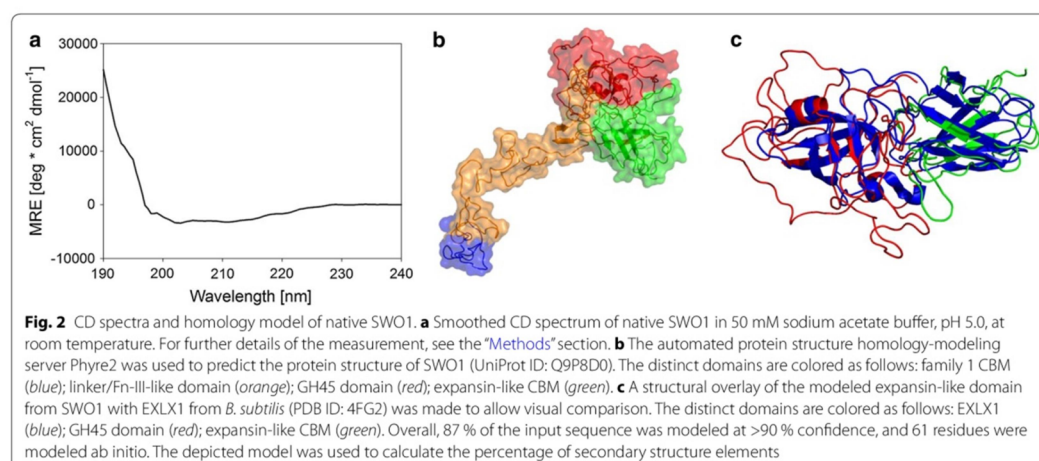 a
b
c
30000
20000
10000
0
-10000
MRE [deg * cm² dmol⁻¹]
190 200 210 220 230 240
Wavelength [nm]
Fig. 2 CD spectra and homology model of native SWO1. a Smoothed CD spectrum of native SWO1 in 50 mM sodium acetate buffer, pH 5.0, at
room temperature. For further details of the measurement, see the “Methods” section. b The automated protein structure homology-modeling
server Phyre2 was used to predict the protein structure of SWO1 (UniProt ID: Q9P8D0). The distinct domains are colored as follows: family 1 CBM
(blue); linker/Fn-III-like domain (orange); GH45 domain (red); expansin-like CBM (green). c A structural overlay of the modeled expansin-like domain
from SWO1 with EXLX1 from B. subtilis (PDB ID: 4FG2) was made to allow visual comparison. The distinct domains are colored as follows: EXLX1
(blue); GH45 domain (red); expansin-like CBM (green). Overall, 87 % of the input sequence was modeled at >90 % confidence, and 61 residues were
modeled ab initio. The depicted model was used to calculate the percentage of secondary structure elements